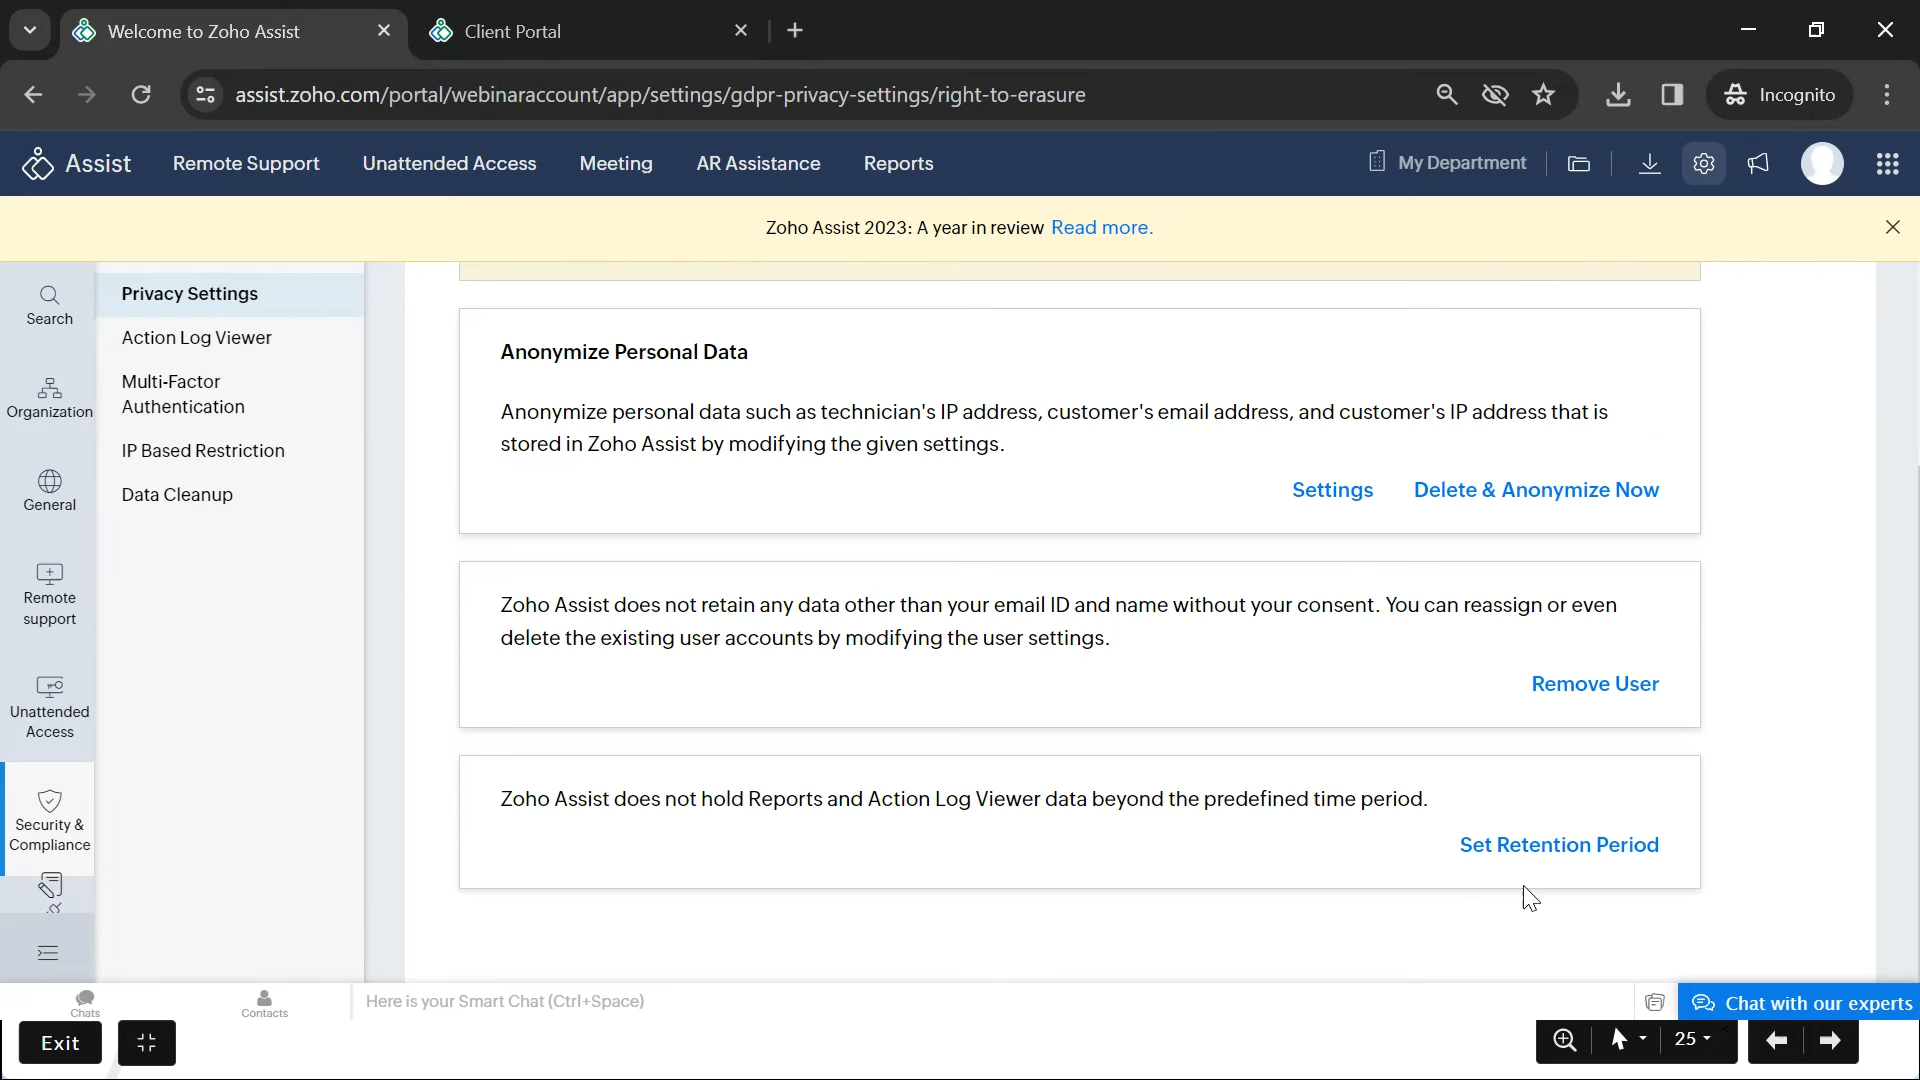 Welcome to Zoho Assist
Client Portal
assist.zoho.com/portal/webinaraccount/app/settings/gdpr-privacy-settings/right-to-erasure
Incognito
Assist
Remote Support
Unattended Access
Meeting
AR Assistance
Reports
My Department
Zoho Assist 2023: A year in review Read more.
Search
Organization
General
Remote
support
Unattended
Access
Security &
Compliance
Privacy Settings
Action Log Viewer
Multi-Factor
Authentication
IP Based Restriction
Data Cleanup
Anonymize Personal Data
Anonymize personal data such as technician's IP address, customer's email address, and customer's IP address that is
stored in Zoho Assist by modifying the given settings.
Settings
Delete & Anonymize Now
Zoho Assist does not retain any data other than your email ID and name without your consent. You can reassign or even
delete the existing user accounts by modifying the user settings.
Remove User
Zoho Assist does not hold Reports and Action Log Viewer data beyond the predefined time period.
Set Retention Period
Chats
Contacts
Here is your Smart Chat (Ctrl+Space)
Chat with our experts
Exit
25